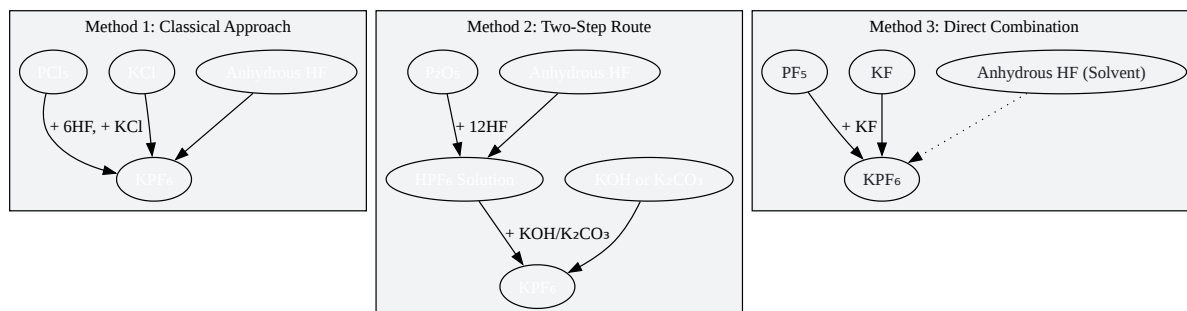 Method 1: Classical Approach
PCl₅
KCl
Anhydrous HF
+ 6HF, + KCl
KPF₆
Method 2: Two-Step Route
P₂O₅
Anhydrous HF
+ 12HF
HPF₆ Solution
KOH or K₂CO₃
+ KOH/K₂CO₃
KPF₆
Method 3: Direct Combination
PF₅
KF
Anhydrous HF (Solvent)
+ KF
KPF₆